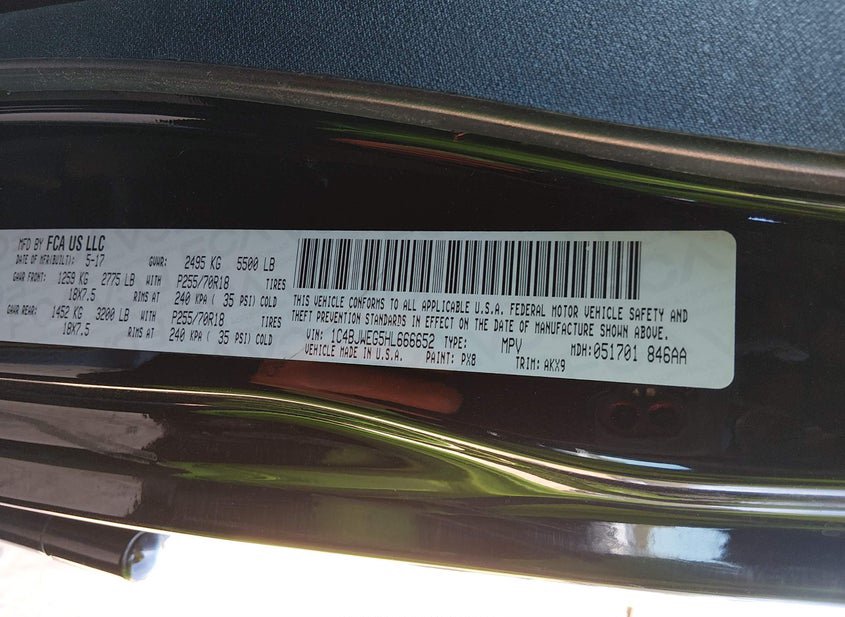 MFD BY FCA US LLC
DATE OF MFR(BUILT): 5-17 GVWR: 2495 KG 5500 LB
GAWR FRONT: 1259 KG 2775 LB WITH P255/70R18 TIRES
18X7.5 RIMS AT 240 KPA ( 35 PSI) COLD
GAWR REAR: 1452 KG 3200 LB WITH P255/70R18 TIRES
18X7.5 RIMS AT 240 KPA ( 35 PSI) COLD
THIS VEHICLE CONFORMS TO ALL APPLICABLE U.S.A. FEDERAL MOTOR VEHICLE SAFETY AND
THEFT PREVENTION STANDARDS IN EFFECT ON THE DATE OF MANUFACTURE SHOWN ABOVE.
VIN: 1C4BJWEG5HL666652 TYPE: MPV MDH:051701 846AA
VEHICLE MADE IN U.S.A. PAINT: PX8 TRIM: AKX9